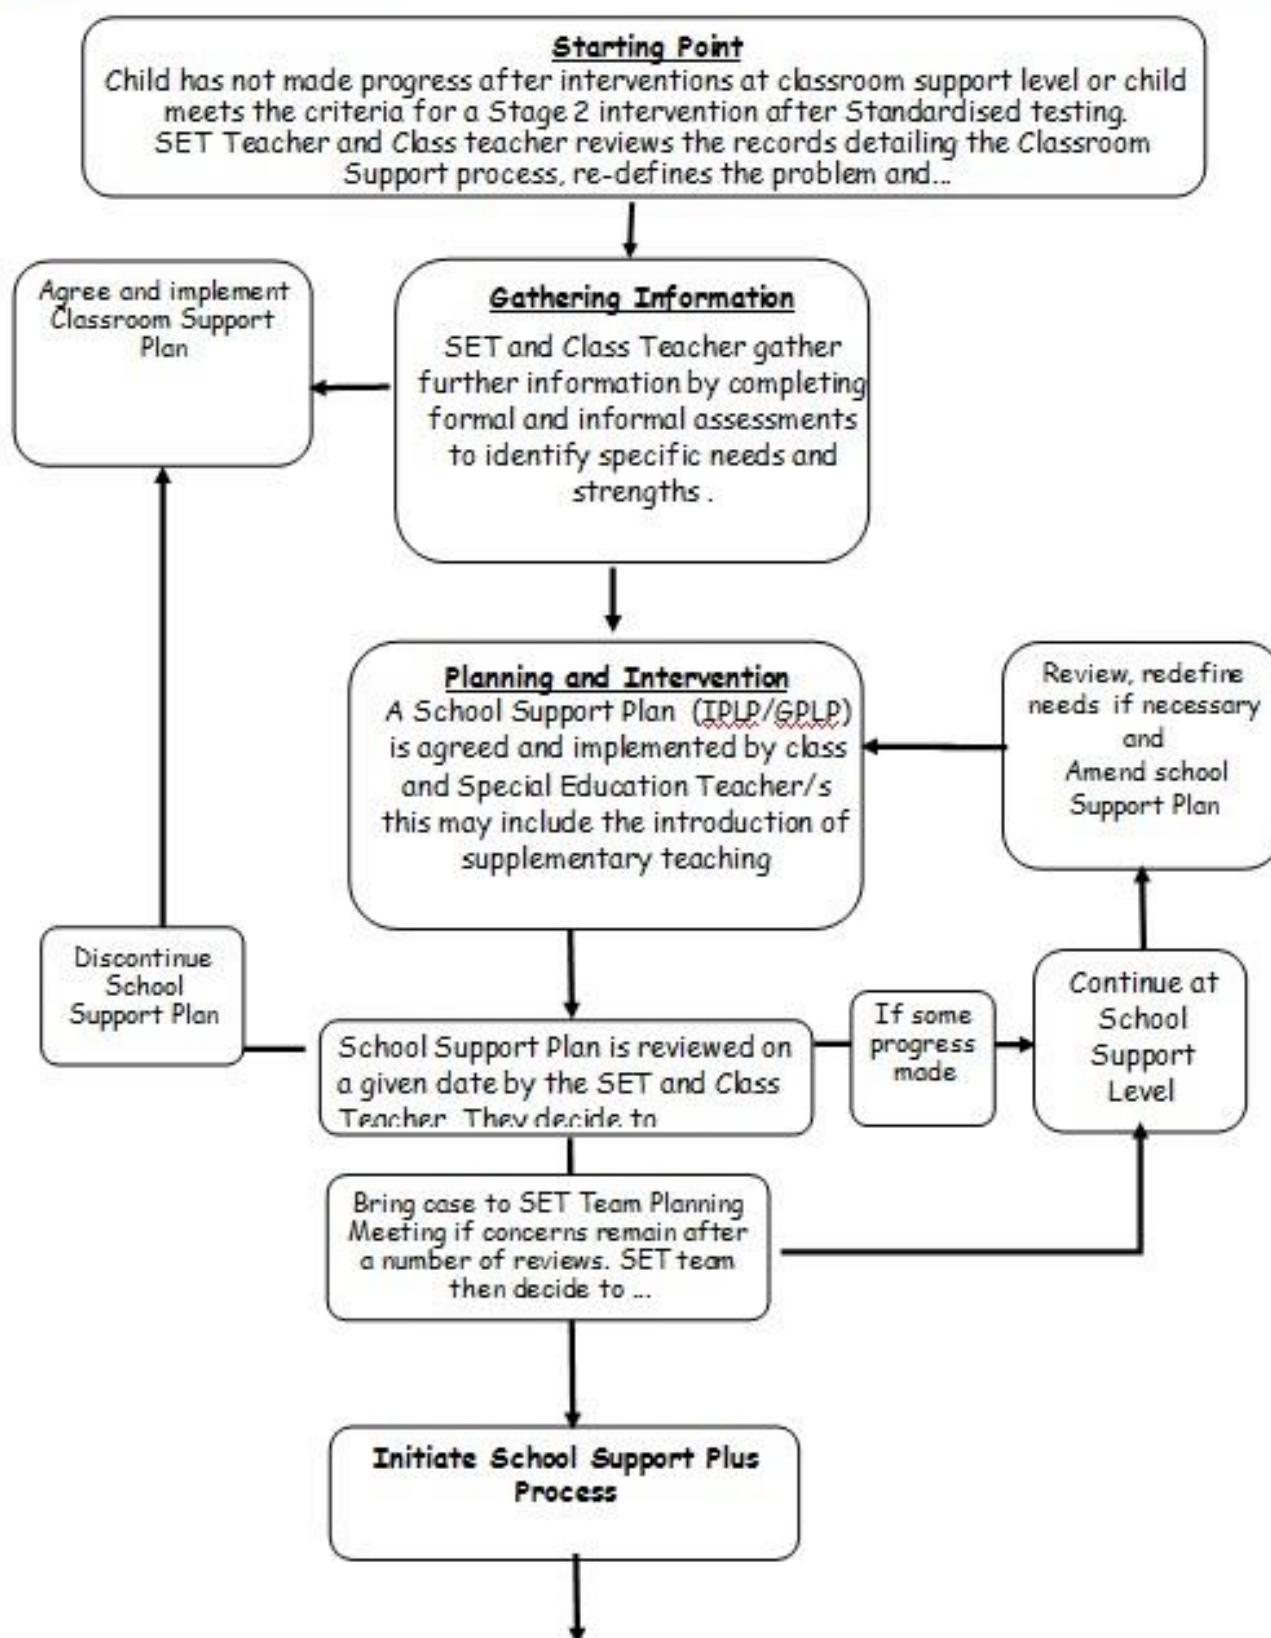 Starting Point
Child has not made progress after interventions at classroom support level or child
meets the criteria for a Stage 2 intervention after Standardised testing.
SET Teacher and Class teacher reviews the records detailing the Classroom
Support process, re-defines the problem and...
Agree and implement
Classroom Support
Plan
Gathering Information
SET and Class Teacher gather
further information by completing
formal and informal assessments
to identify specific needs and
strengths .
Planning and Intervention
A School Support Plan (IPLP/GPLP)
is agreed and implemented by class
and Special Education Teacher/s
this may include the introduction of
supplementary teaching
Review, redefine
needs if necessary
and
Amend school
Support Plan
Discontinue
School
Support Plan
School Support Plan is reviewed on
a given date by the SET and Class
Teacher. They decide to
If some
progress
made
Continue at
School
Support
Level
Bring case to SET Team Planning
Meeting if concerns remain after
a number of reviews. SET team
then decide to ...
Initiate School Support Plus
Process